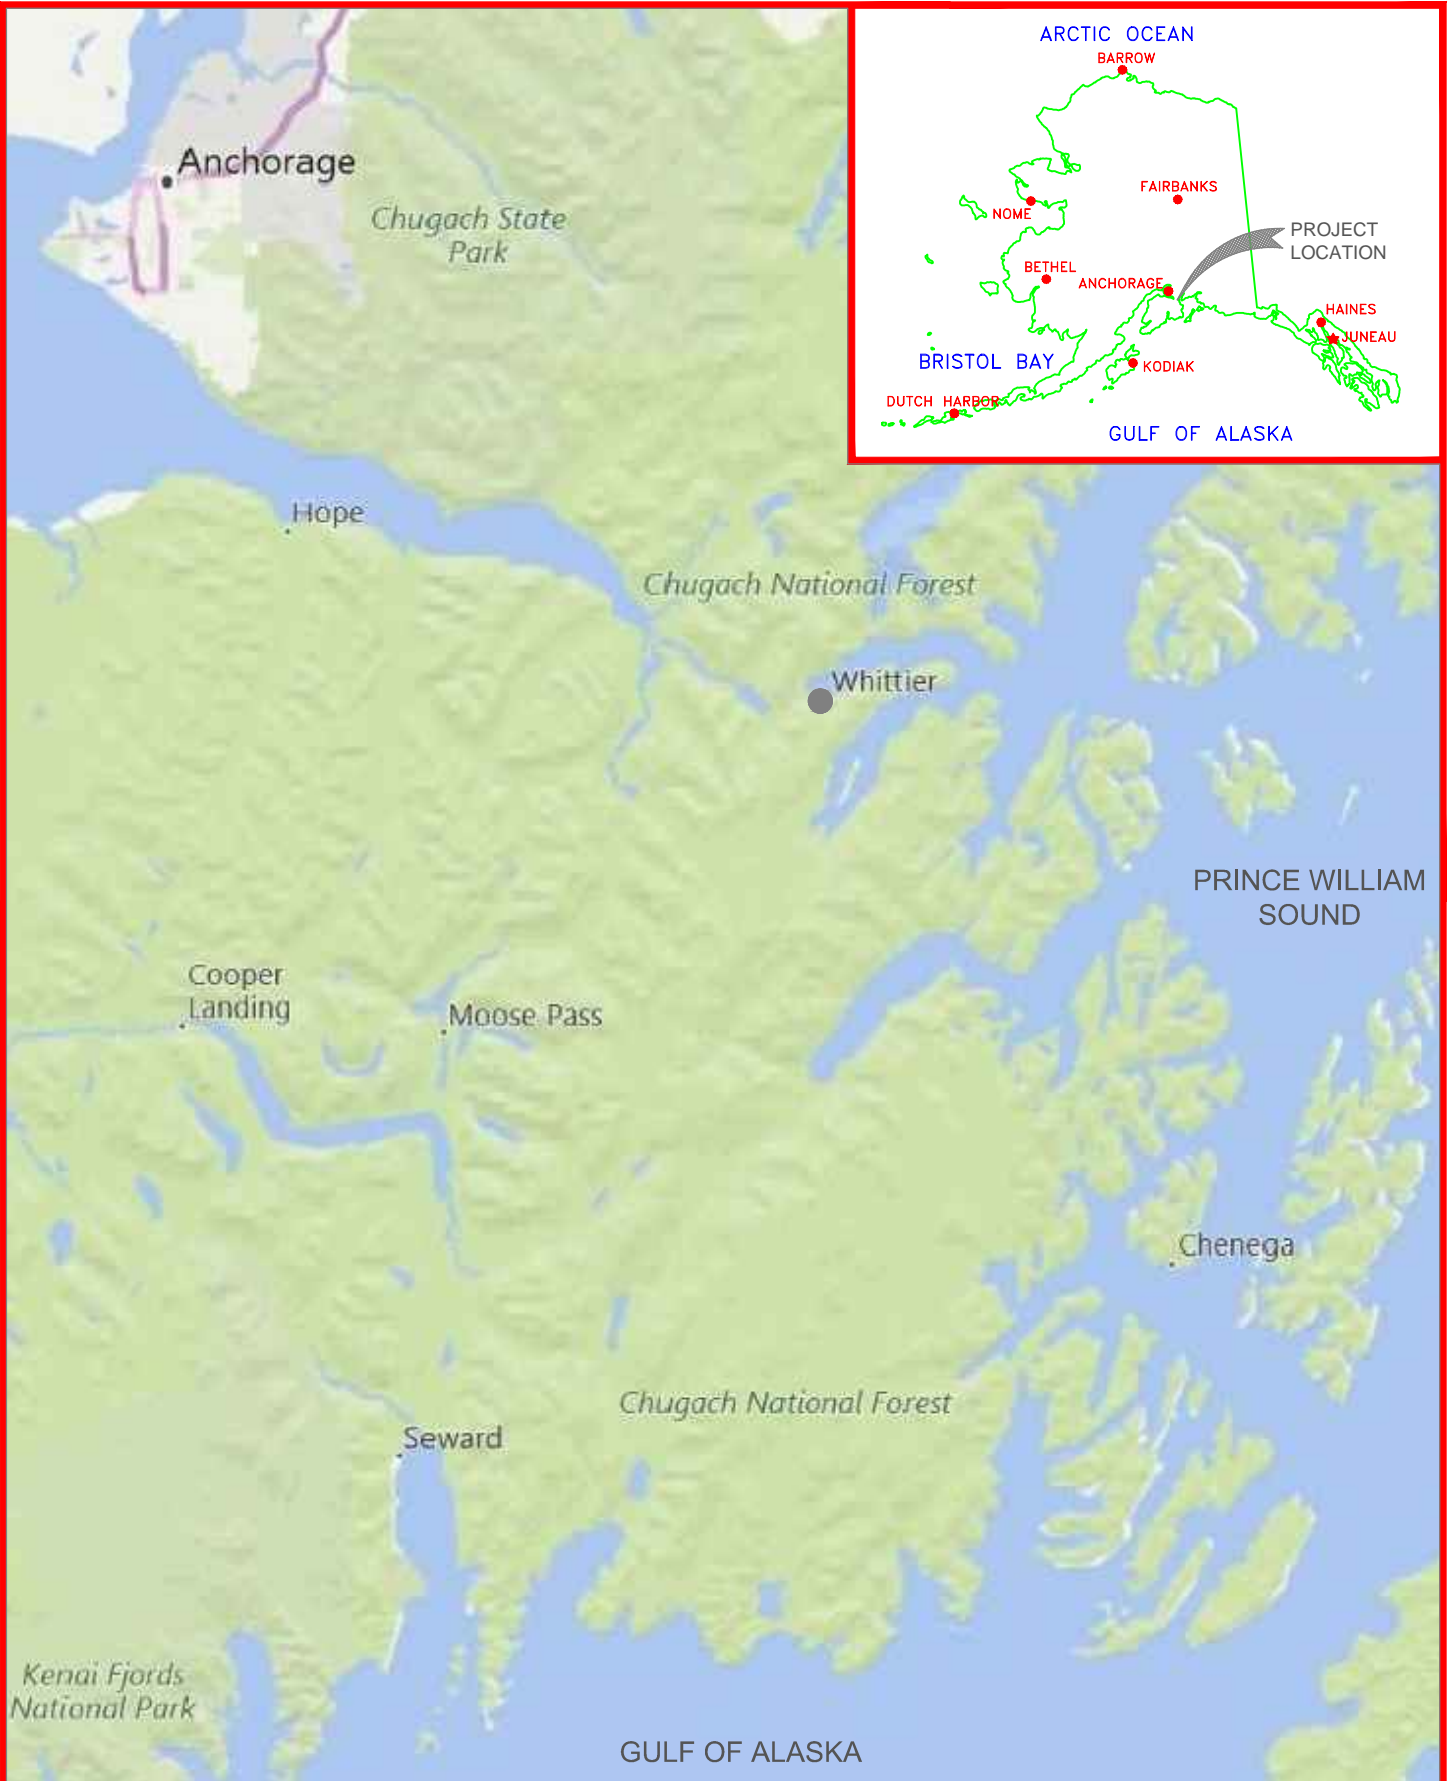 ARCTIC OCEAN
BARROW
FAIRBANKS
NOME
PROJECT
LOCATION
BETHEL
ANCHORAGE
HAINES
JUNEAU
BRISTOL BAY
KODIAK
DUTCH HARBOR
GULF OF ALASKA
Anchorage
Chugach State
Park
Hope
Chugach National Forest
Whittier
PRINCE WILLIAM
SOUND
Cooper
Landing
Moose Pass
Chenega
Chugach National Forest
Seward
Kenai Fjords
National Park
GULF OF ALASKA